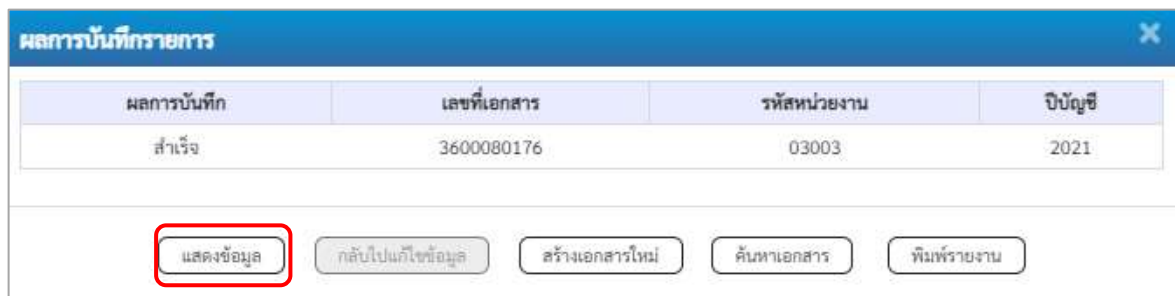 ผลการบันทึกรายการ
ผลการบันทึก เลขที่เอกสาร รหัสหน่วยงาน ปีบัญชี
สำเร็จ 3600080176 03003 2021
แสดงข้อมูล กลับไปแก้ไขข้อมูล สร้างเอกสารใหม่ ค้นหาเอกสาร พิมพ์รายงาน